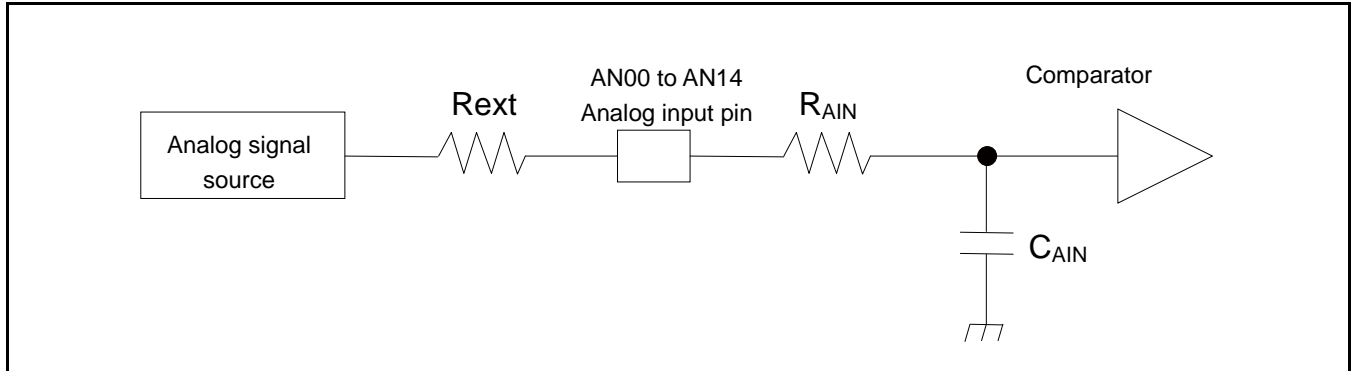 Analog signal
source
Rext
AN00 to AN14
Analog input pin
RAIN
Comparator
CAIN